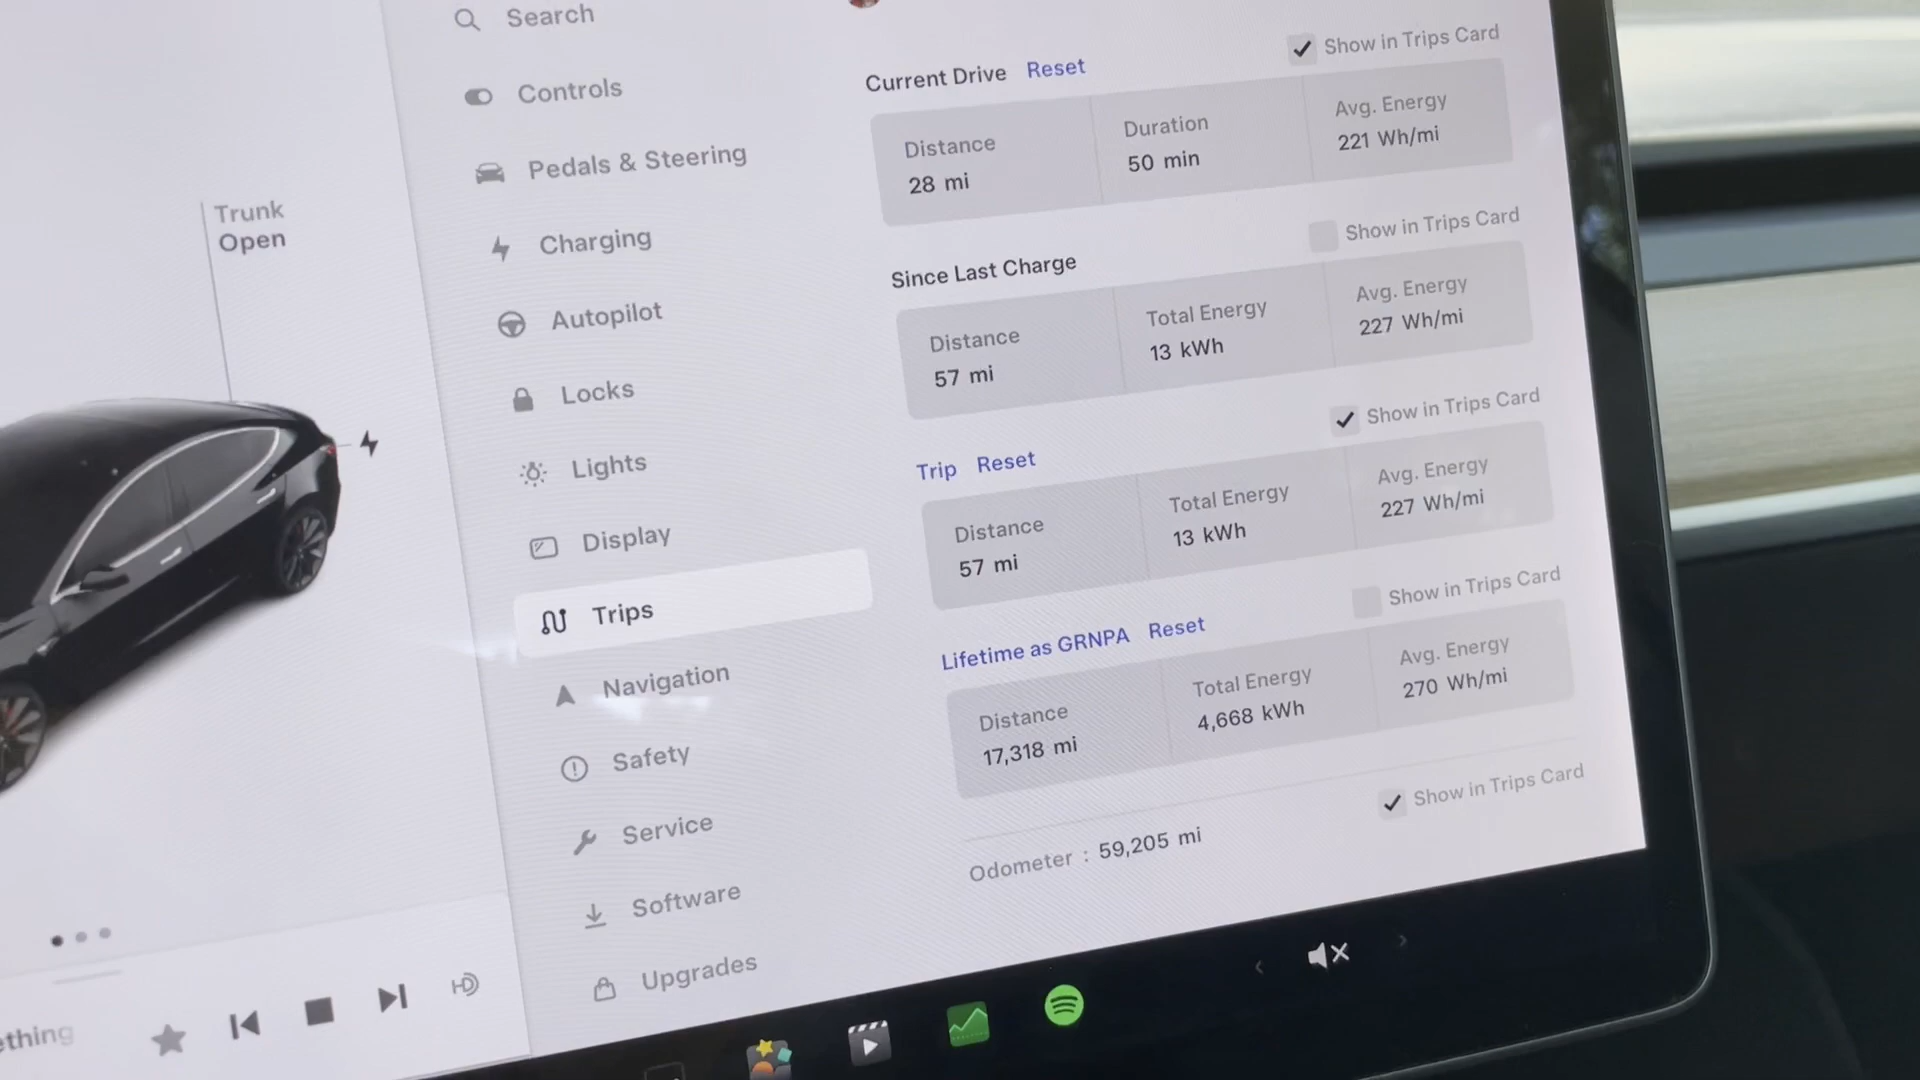 Search
Controls
Pedals & Steering
Charging
Autopilot
Locks
Lights
Display
Trips
Navigation
Safety
Service
Software
Upgrades
Trunk
Open
Current Drive Reset
Show in Trips Card
Distance
28 mi
Duration
50 min
Avg. Energy
221 Wh/mi
Since Last Charge
Show in Trips Card
Distance
57 mi
Total Energy
13 kWh
Avg. Energy
227 Wh/mi
Trip Reset
Show in Trips Card
Distance
57 mi
Total Energy
13 kWh
Avg. Energy
227 Wh/mi
Lifetime as GRNPA Reset
Show in Trips Card
Distance
17,318 mi
Total Energy
4,668 kWh
Avg. Energy
270 Wh/mi
Odometer : 59,205 mi
Show in Trips Card
ething